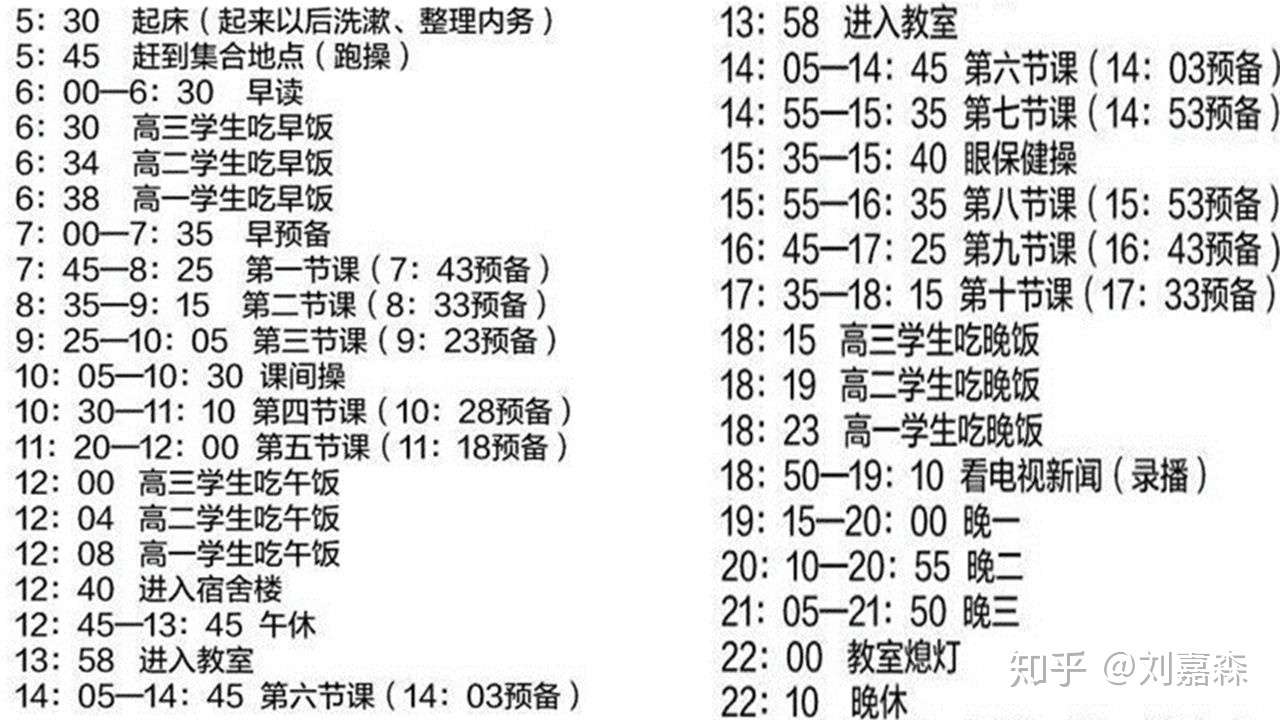 5：30 起床（起来以后洗漱、整理内务）
5：45 赶到集合地点（跑操）
6：00—6：30 早读
6：30 高三学生吃早饭
6：34 高二学生吃早饭
6：38 高一学生吃早饭
7：00—7：35 早预备
7：45—8：25 第一节课（7：43预备）
8：35—9：15 第二节课（8：33预备）
9：25—10：05 第三节课（9：23预备）
10：05—10：30 课间操
10：30—11：10 第四节课（10：28预备）
11：20—12：00 第五节课（11：18预备）
12：00 高三学生吃午饭
12：04 高二学生吃午饭
12：08 高一学生吃午饭
12：40 进入宿舍楼
12：45—13：45 午休
13：58 进入教室
14：05—14：45 第六节课（14：03预备）
13：58 进入教室
14：05—14：45 第六节课（14：03预备）
14：55—15：35 第七节课（14：53预备）
15：35—15：40 眼保健操
15：55—16：35 第八节课（15：53预备）
16：45—17：25 第九节课（16：43预备）
17：35—18：15 第十节课（17：33预备）
18：15 高三学生吃晚饭
18：19 高二学生吃晚饭
18：23 高一学生吃晚饭
18：50—19：10 看电视新闻（录播）
19：15—20：00 晚一
20：10—20：55 晚二
21：05—21：50 晚三
22：00 教室熄灯
22：10 晚休
知乎 @刘嘉森